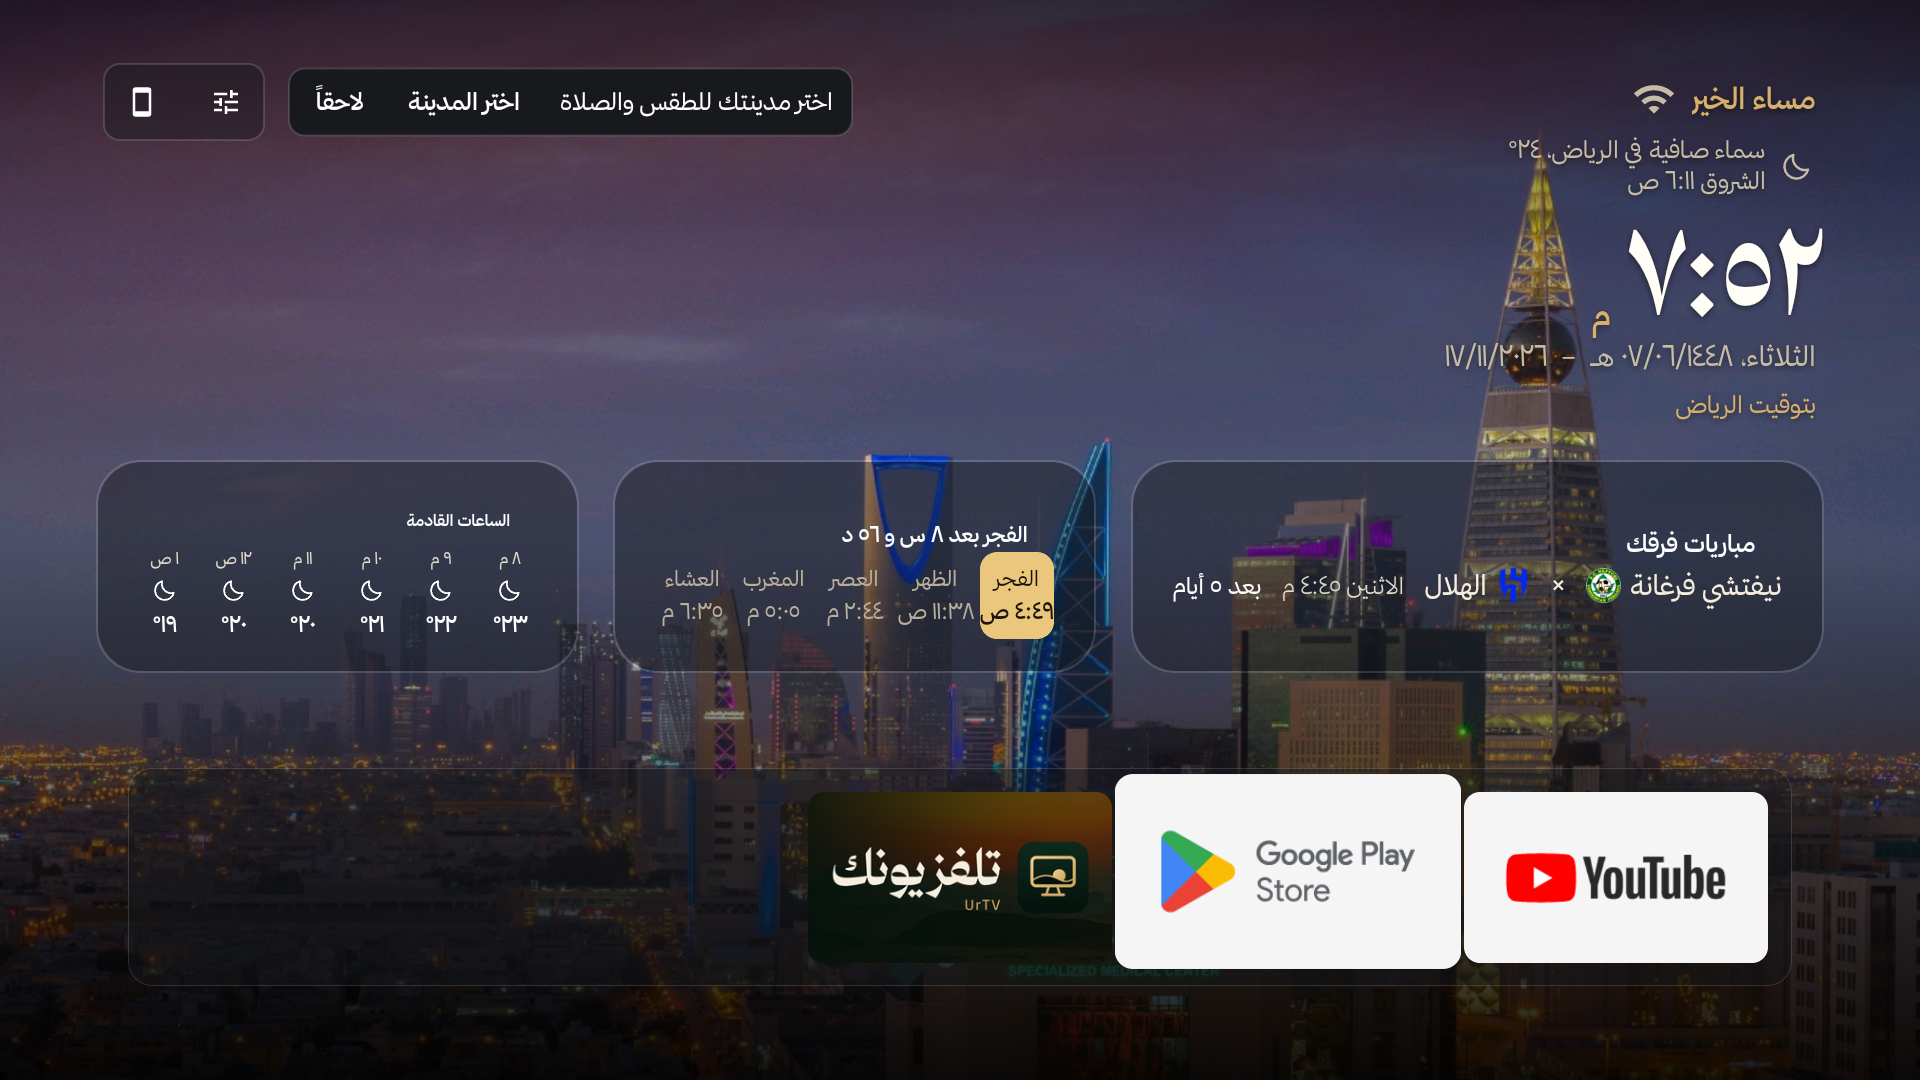 مساء الخير
سماء صافية في الرياض، ٢٤°
الشروق ٦:١١ ص
٧:٥٢ م
الثلاثاء، ٠٧/٠٦/١٤٤٨ هـ – ١٧/١١/٢٠٢٦
بتوقيت الرياض
اختر مدينتك للطقس والصلاة اختر المدينة لاحقاً
مباريات فرقك
نيفتشي فرغانة × الهلال الاثنين ٤:٤٥ م بعد ٥ أيام
الفجر بعد ٨ س و ٥٦ د
الفجر الظهر العصر المغرب العشاء
٤:٤٩ ص ١١:٣٨ ص ٢:٤٤ م ٥:٠٥ م ٦:٣٥ م
الساعات القادمة
٨ م ٩ م ١٠ م ١١ م ١٢ ص ١ ص
٢٣° ٢٢° ٢١° ٢٠° ٢٠° ١٩°
YouTube
Google Play
Store
تلفزيونك
UrTV
SPECIALIZED MEDICAL CENTER